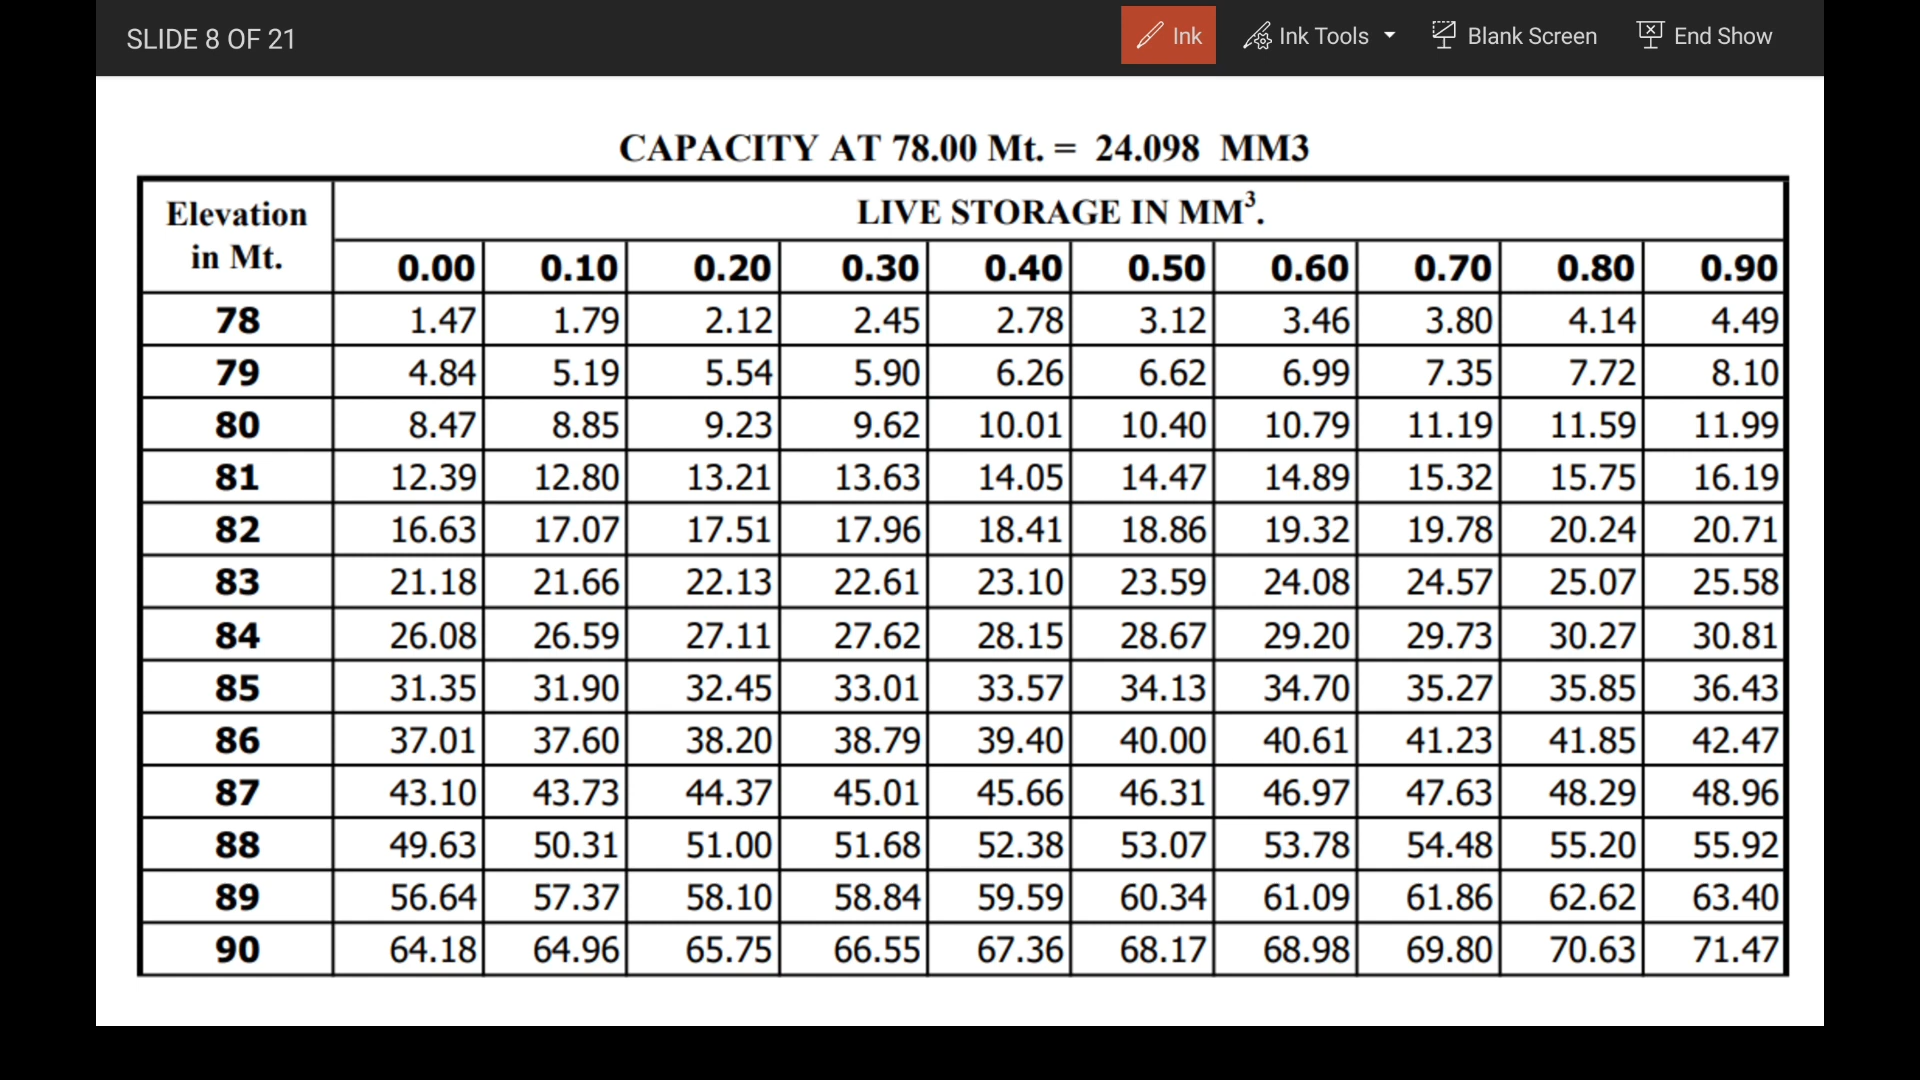 SLIDE 8 OF 21
Ink
Ink Tools
Blank Screen
End Show
CAPACITY AT 78.00 Mt. = 24.098 MM3
Elevation in Mt.
LIVE STORAGE IN MM³.
0.00 0.10 0.20 0.30 0.40 0.50 0.60 0.70 0.80 0.90
78 1.47 1.79 2.12 2.45 2.78 3.12 3.46 3.80 4.14 4.49
79 4.84 5.19 5.54 5.90 6.26 6.62 6.99 7.35 7.72 8.10
80 8.47 8.85 9.23 9.62 10.01 10.40 10.79 11.19 11.59 11.99
81 12.39 12.80 13.21 13.63 14.05 14.47 14.89 15.32 15.75 16.19
82 16.63 17.07 17.51 17.96 18.41 18.86 19.32 19.78 20.24 20.71
83 21.18 21.66 22.13 22.61 23.10 23.59 24.08 24.57 25.07 25.58
84 26.08 26.59 27.11 27.62 28.15 28.67 29.20 29.73 30.27 30.81
85 31.35 31.90 32.45 33.01 33.57 34.13 34.70 35.27 35.85 36.43
86 37.01 37.60 38.20 38.79 39.40 40.00 40.61 41.23 41.85 42.47
87 43.10 43.73 44.37 45.01 45.66 46.31 46.97 47.63 48.29 48.96
88 49.63 50.31 51.00 51.68 52.38 53.07 53.78 54.48 55.20 55.92
89 56.64 57.37 58.10 58.84 59.59 60.34 61.09 61.86 62.62 63.40
90 64.18 64.96 65.75 66.55 67.36 68.17 68.98 69.80 70.63 71.47